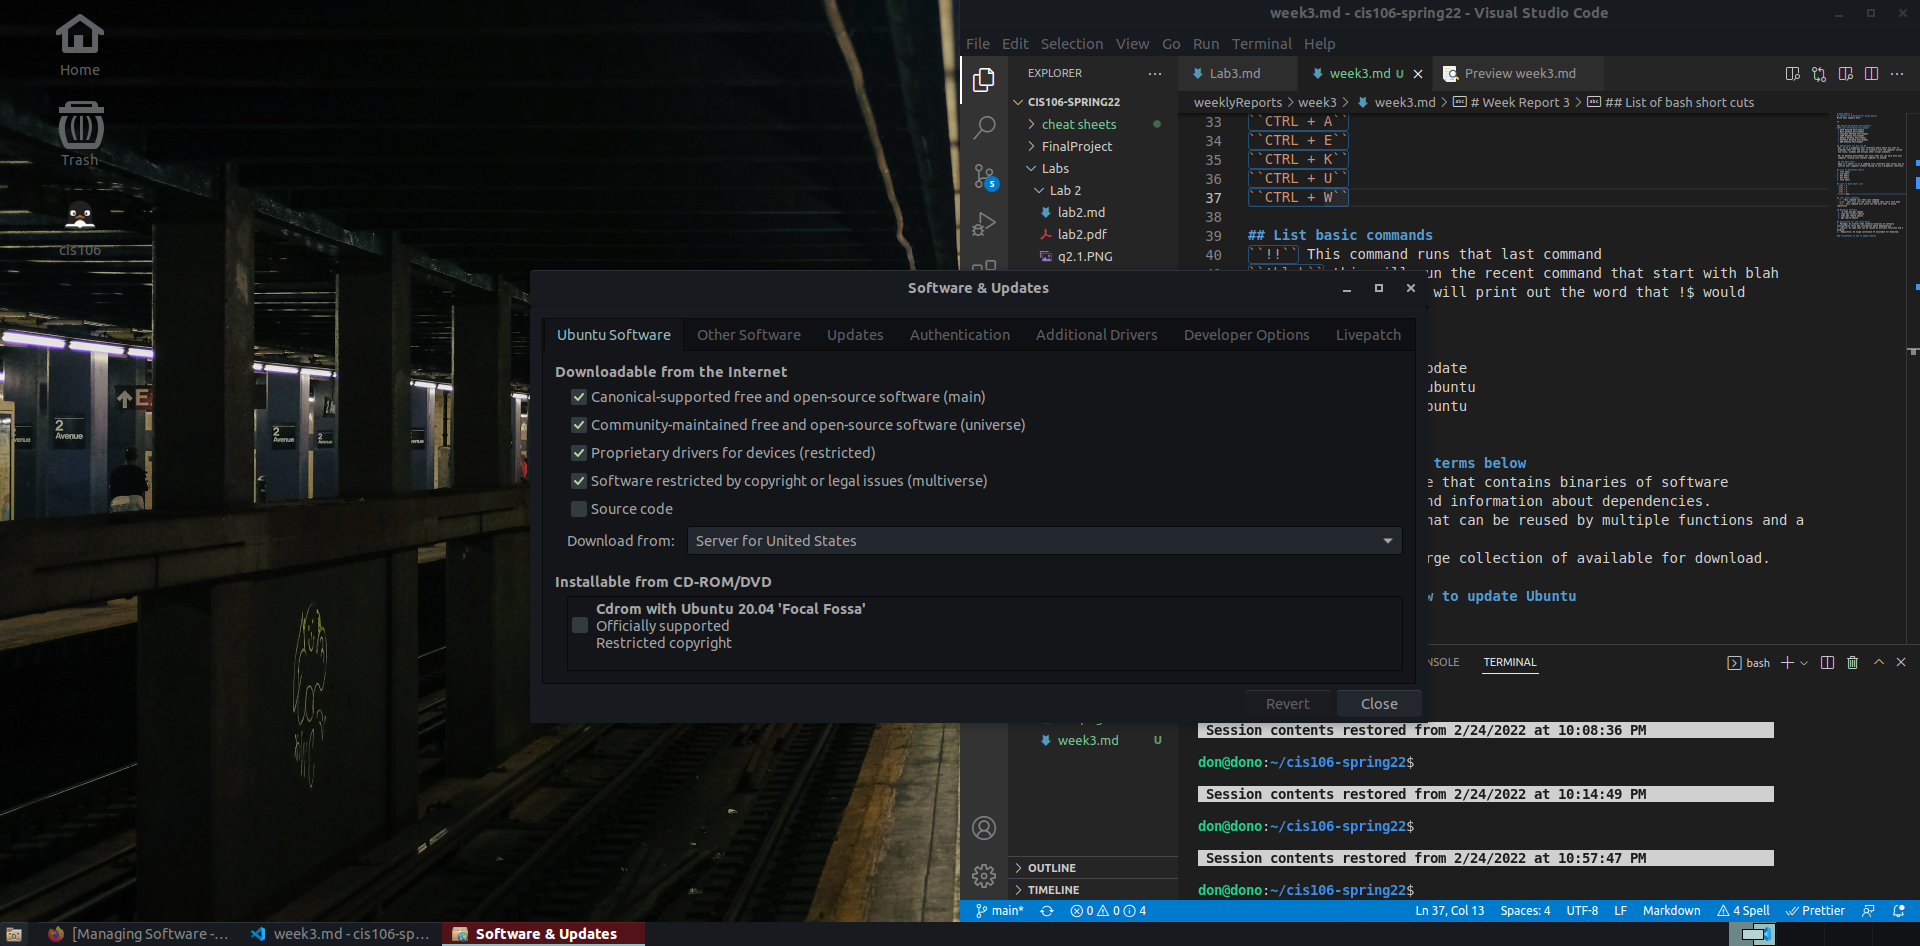 Home
Trash
cis106
2
Avenue
2
Avenue
2
Avenue
week3.md - cis106-spring22 - Visual Studio Code
File Edit Selection View Go Run Terminal Help
EXPLORER
Lab3.md
week3.md U
Preview week3.md
weeklyReports > week3 > week3.md > # Week Report 3 > ## List of bash short cuts
CIS106-SPRING22
cheat sheets
FinalProject
Labs
Lab 2
lab2.md
lab2.pdf
q2.1.PNG
5
33 ``CTRL + A``
34 ``CTRL + E``
35 ``CTRL + K``
36 ``CTRL + U``
37 ``CTRL + W``
38
39 ## List basic commands
40 ``!!`` This command runs that last command
un the recent command that start with blah
will print out the word that !$ would
pdate
ubuntu
buntu
terms below
e that contains binaries of software
nd information about dependencies.
hat can be reused by multiple functions and a
rge collection of available for download.
w to update Ubuntu
Software & Updates
Ubuntu Software Other Software Updates Authentication Additional Drivers Developer Options Livepatch
Downloadable from the Internet
Canonical-supported free and open-source software (main)
Community-maintained free and open-source software (universe)
Proprietary drivers for devices (restricted)
Software restricted by copyright or legal issues (multiverse)
Source code
Download from: Server for United States
Installable from CD-ROM/DVD
Cdrom with Ubuntu 20.04 'Focal Fossa'
Officially supported
Restricted copyright
Revert Close
NSOLE TERMINAL
bash
week3.md U
Session contents restored from 2/24/2022 at 10:08:36 PM
don@dono:~/cis106-spring22$
Session contents restored from 2/24/2022 at 10:14:49 PM
don@dono:~/cis106-spring22$
Session contents restored from 2/24/2022 at 10:57:47 PM
don@dono:~/cis106-spring22$
OUTLINE
TIMELINE
main* 0 0 4
Ln 37, Col 13 Spaces: 4 UTF-8 LF Markdown 4 Spell Prettier
[Managing Software -...
week3.md - cis106-sp...
Software & Updates